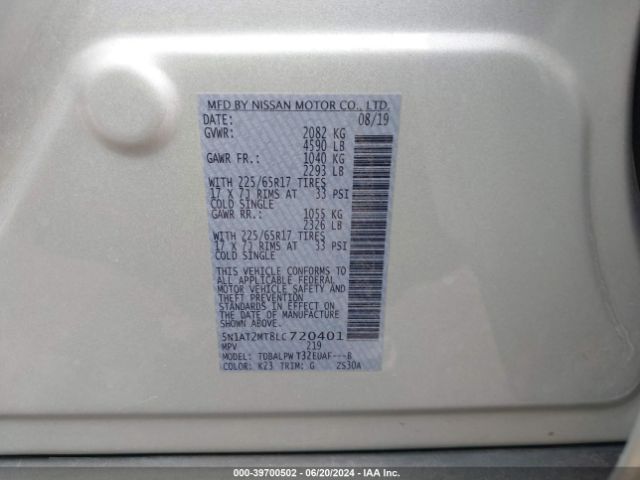 MFD BY NISSAN MOTOR CO., LTD.
DATE: 08/19
GVWR: 2082 KG
4590 LB
GAWR FR.: 1040 KG
2293 LB
WITH 225/65R17 TIRES
17 X 7J RIMS AT 33 PSI
COLD SINGLE
GAWR RR.: 1055 KG
2326 LB
WITH 225/65R17 TIRES
17 X 7J RIMS AT 33 PSI
COLD SINGLE
THIS VEHICLE CONFORMS TO
ALL APPLICABLE FEDERAL
MOTOR VEHICLE SAFETY AND
THEFT PREVENTION
STANDARDS IN EFFECT ON
THE DATE OF MANUFACTURE
SHOWN ABOVE.
5N1AT2MT8LC720401
MPV 219
MODEL: TDBALPW T32EUAF---B
COLOR: K23 TRIM: G ZS30A
000-39700502 / 06/20/2024 - IAA Inc.